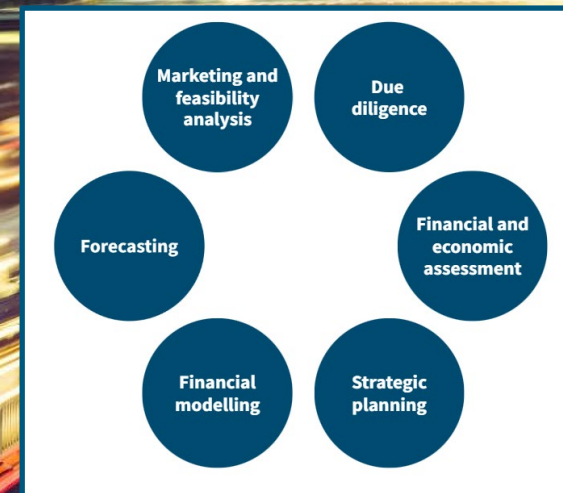 Marketing and
feasibility
analysis
Due
diligence
Forecasting
Financial and
economic
assessment
Financial
modelling
Strategic
planning